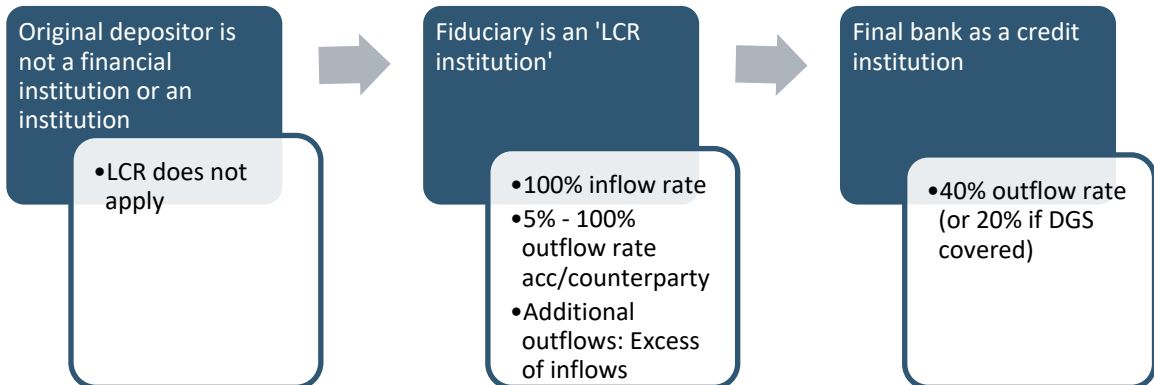 Original depositor is
not a financial
institution or an
institution
•LCR does not
apply
Fiduciary is an 'LCR
institution'
•100% inflow rate
•5% - 100%
outflow rate
acc/counterparty
•Additional
outflows: Excess
of inflows
Final bank as a credit
institution
•40% outflow rate
(or 20% if DGS
covered)